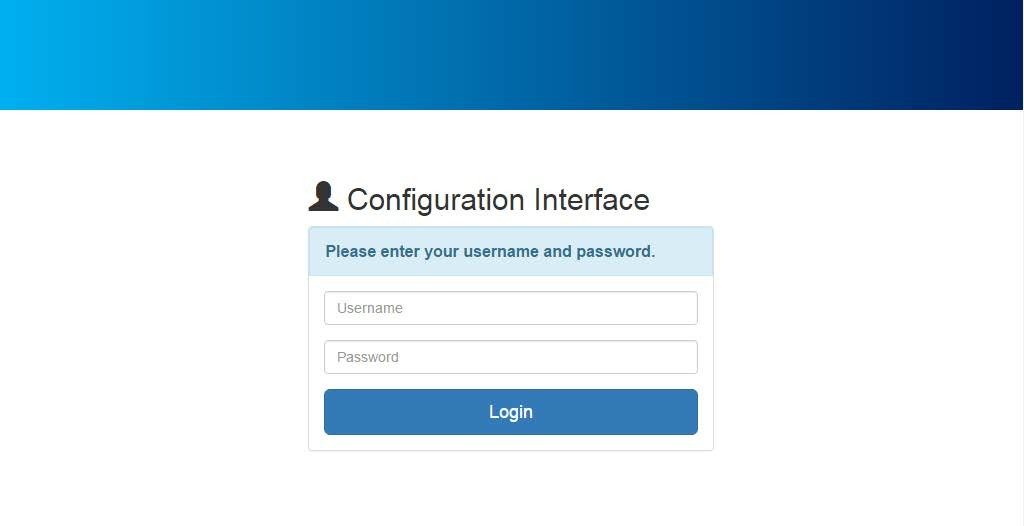 Configuration Interface
Please enter your username and password.
Username
Password
Login